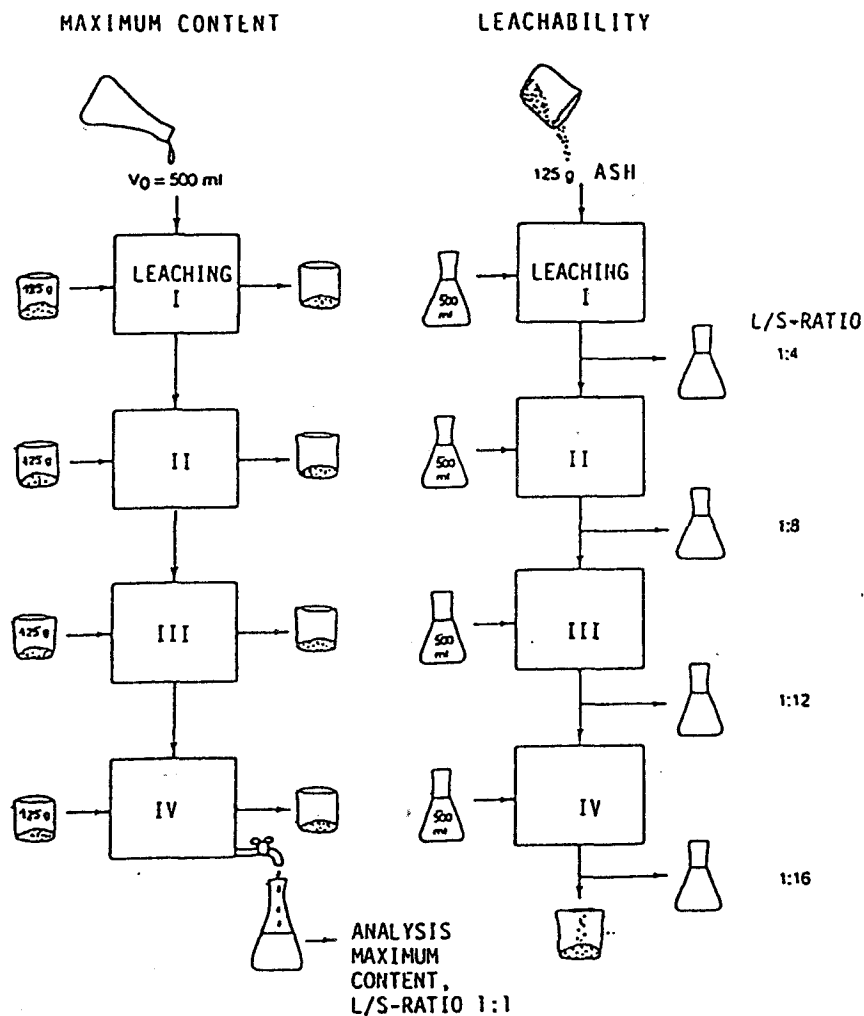 MAXIMUM CONTENT
LEACHABILITY
V0 = 500 ml
125 g ASH
125 g
LEACHING
I
500
ml
LEACHING
I
L/S-RATIO
1:4
125 g
II
500
ml
II
1:8
125 g
III
500
ml
III
1:12
125 g
IV
500
ml
IV
1:16
ANALYSIS
MAXIMUM
CONTENT,
L/S-RATIO 1:1